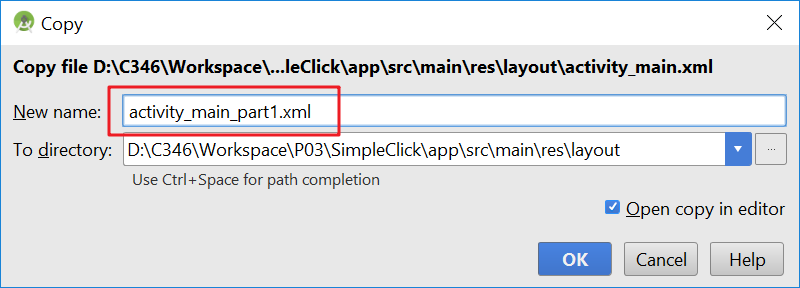 Copy
Copy file D:\C346\Workspace\...leClick\app\src\main\res\layout\activity_main.xml
New name: activity_main_part1.xml
To directory: D:\C346\Workspace\P03\SimpleClick\app\src\main\res\layout ...
Use Ctrl+Space for path completion
Open copy in editor
OK Cancel Help